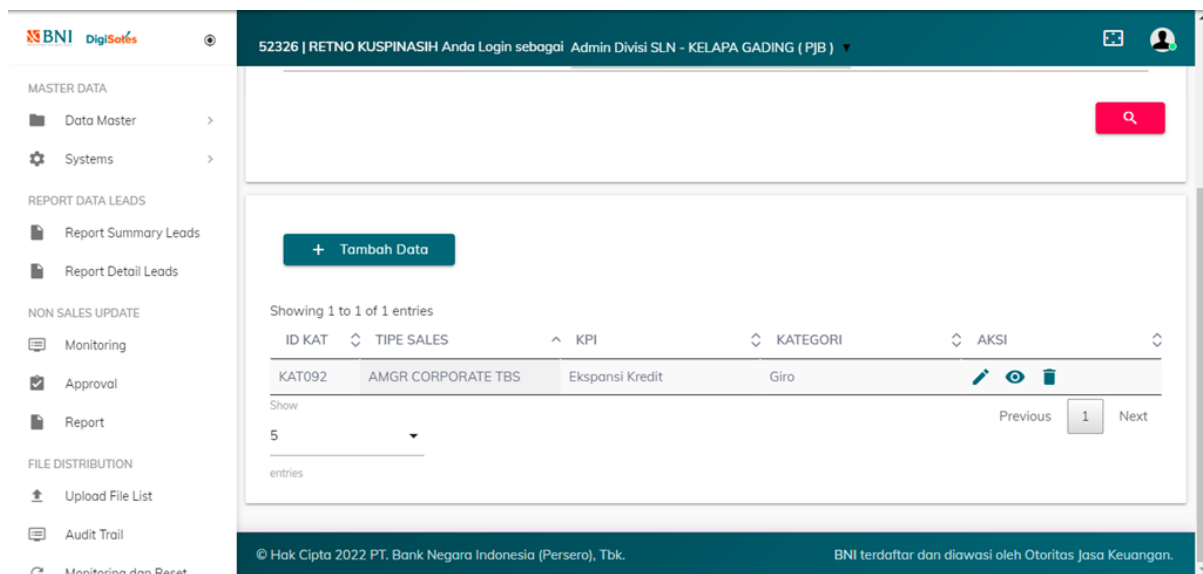 BNI DigiSales
52326 | RETNO KUSPINASIH Anda Login sebagai Admin Divisi SLN - KELAPA GADING ( PJB )
MASTER DATA
Data Master
Systems
REPORT DATA LEADS
Report Summary Leads
Report Detail Leads
NON SALES UPDATE
Monitoring
Approval
Report
FILE DISTRIBUTION
Upload File List
Audit Trail
Monitoring dan Reset
+ Tambah Data
Showing 1 to 1 of 1 entries
ID KAT TIPE SALES KPI KATEGORI AKSI
KAT092 AMGR CORPORATE TBS Ekspansi Kredit Giro
Show
5
entries
Previous 1 Next
© Hak Cipta 2022 PT. Bank Negara Indonesia (Persero), Tbk.
BNI terdaftar dan diawasi oleh Otoritas Jasa Keuangan.